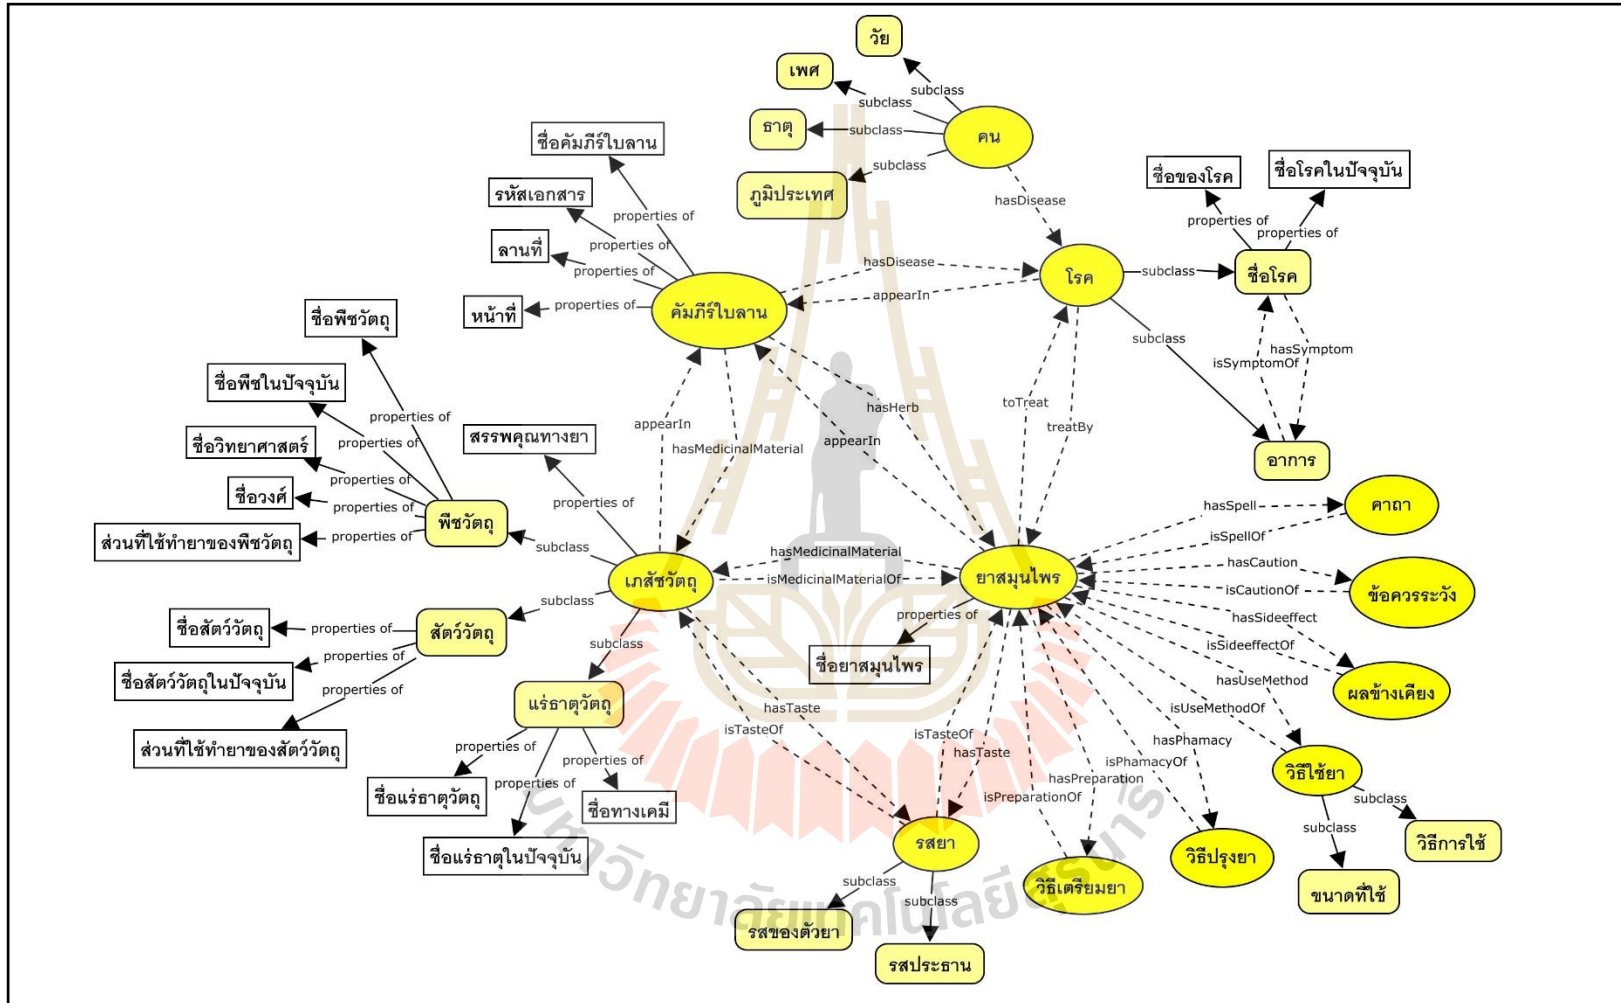 วัย
เพศ
subclass
subclass
ธาตุ
subclass
คน
subclass
ภูมิประเทศ
hasDisease
ชื่อคัมภีร์ใบลาน
รหัสเอกสาร
properties of
ลานที่
properties of
properties of
หน้าที่
properties of
คัมภีร์ใบลาน
hasDisease
appearIn
โรค
subclass
ชื่อของโรค
ชื่อโรคในปัจจุบัน
properties of
properties of
ชื่อโรค
subclass
hasSymptom
isSymptomOf
อาการ
ชื่อพืชวัตถุ
ชื่อพืชในปัจจุบัน
properties of
ชื่อวิทยาศาสตร์
properties of
ชื่อวงศ์
properties of
properties of
ส่วนที่ใช้ทำยาของพืชวัตถุ
properties of
พืชวัตถุ
สรรพคุณทางยา
properties of
appearIn
hasMedicinalMaterial
hasHerb
appearIn
toTreat
treatBy
subclass
เภสัชวัตถุ
hasMedicinalMaterial
isMedicinalMaterialOf
ยาสมุนไพร
properties of
ชื่อยาสมุนไพร
hasSpell
คาถา
isSpellOf
hasCaution
isCautionOf
ข้อควรระวัง
hasSideeffect
isSideeffectOf
ผลข้างเคียง
hasUseMethod
isUseMethodOf
วิธีใช้ยา
subclass
subclass
วิธีการใช้
ขนาดที่ใช้
hasPhamacy
isPhamacyOf
วิธีปรุงยา
hasPreparation
isPreparationOf
วิธีเตรียมยา
isTasteOf
hasTaste
hasTaste
isTasteOf
รสยา
subclass
subclass
รสของตัวยา
รสประธาน
subclass
สัตว์วัตถุ
ชื่อสัตว์วัตถุ
properties of
ชื่อสัตว์วัตถุในปัจจุบัน
properties of
ส่วนที่ใช้ทำยาของสัตว์วัตถุ
properties of
subclass
แร่ธาตุวัตถุ
properties of
properties of
properties of
ชื่อแร่ธาตุวัตถุ
ชื่อทางเคมี
ชื่อแร่ธาตุในปัจจุบัน
มหาวิทยาลัยเทคโนโลยีสุรนารี